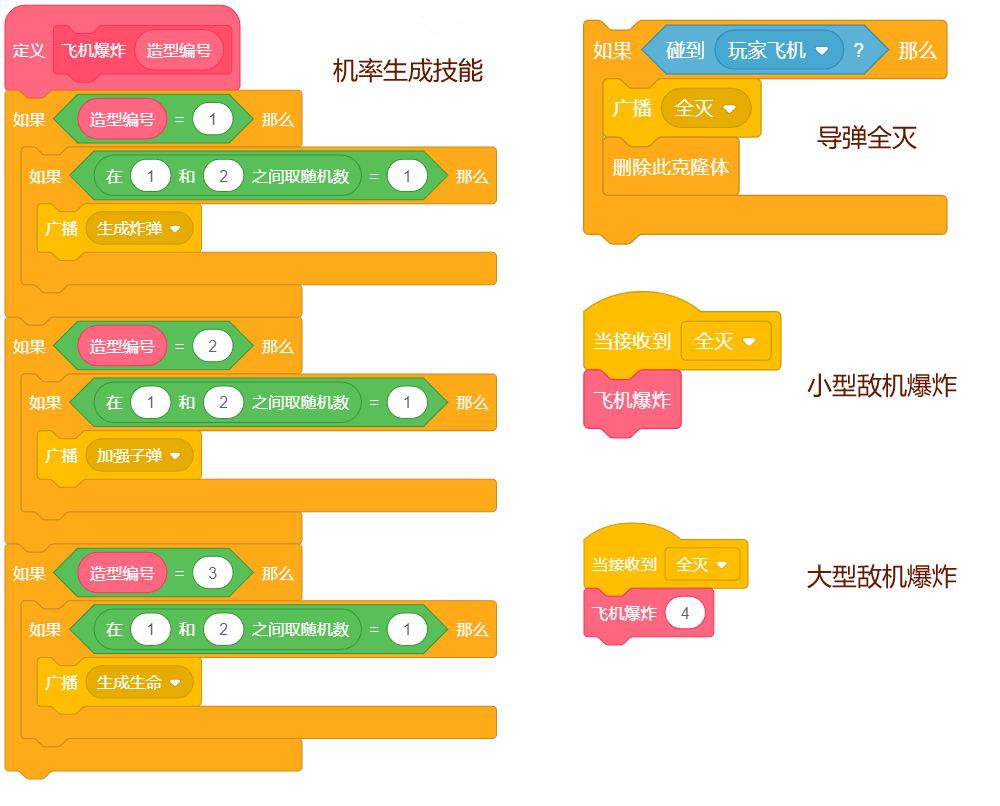 定义 飞机爆炸 造型编号
机率生成技能
如果 造型编号 = 1 那么
如果 在 1 和 2 之间取随机数 = 1 那么
广播 生成炸弹
如果 造型编号 = 2 那么
如果 在 1 和 2 之间取随机数 = 1 那么
广播 加强子弹
如果 造型编号 = 3 那么
如果 在 1 和 2 之间取随机数 = 1 那么
广播 生成生命
如果 碰到 玩家飞机 ? 那么
广播 全灭
删除此克隆体
导弹全灭
当接收到 全灭
飞机爆炸
小型敌机爆炸
当接收到 全灭
飞机爆炸 4
大型敌机爆炸